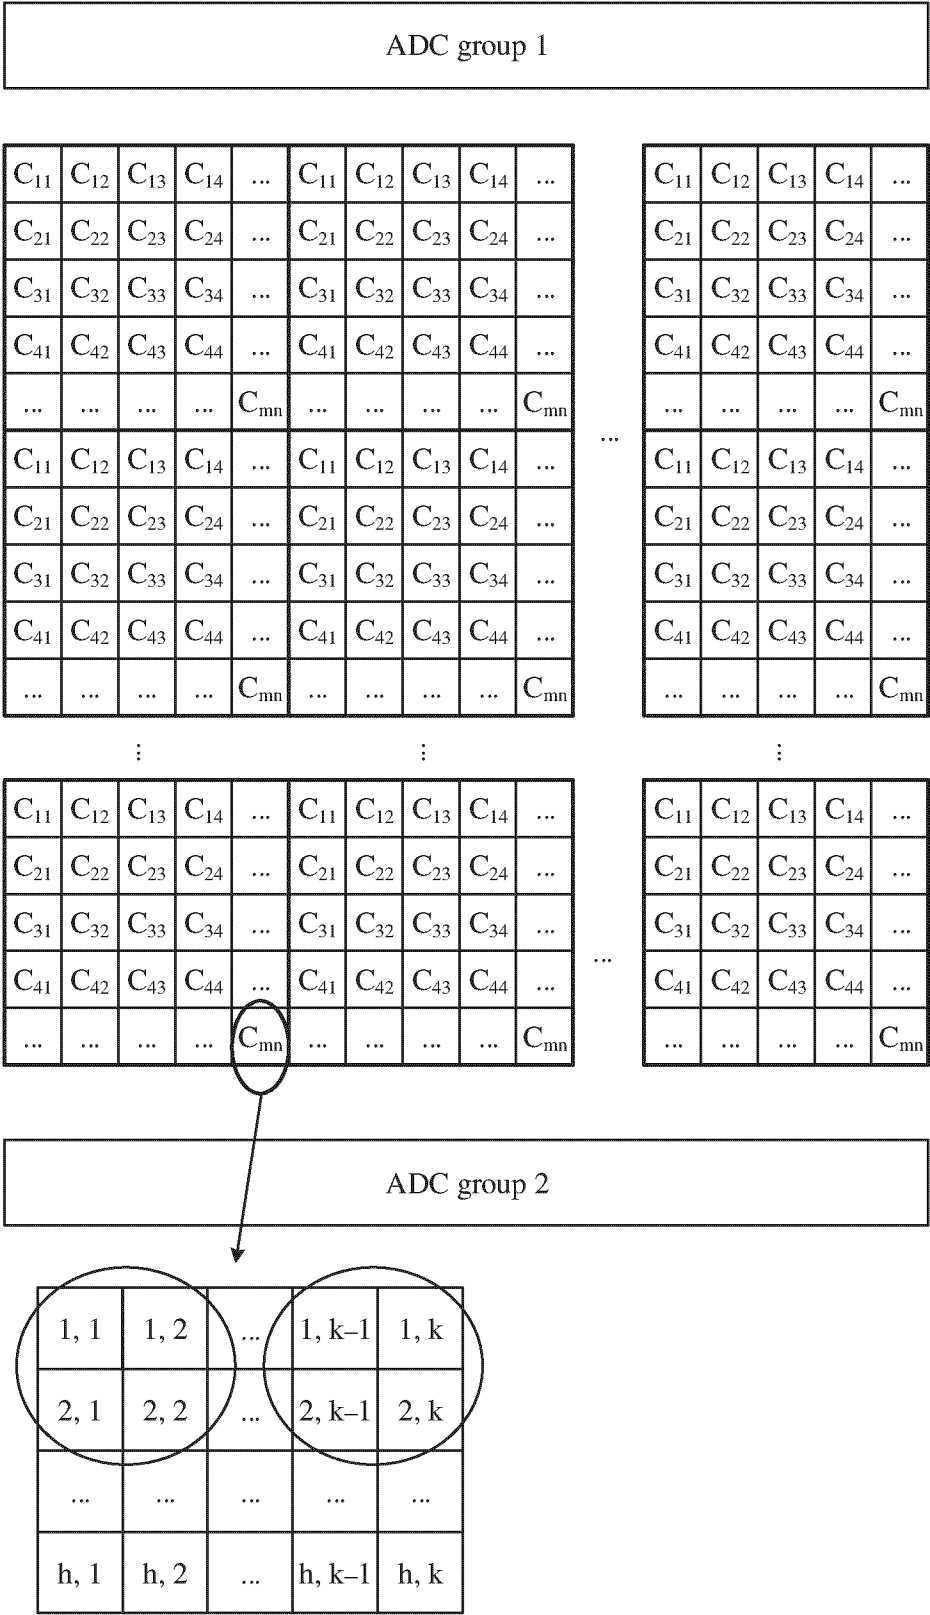 ADC group 1
C11 C12 C13 C14 ... C11 C12 C13 C14 ... C11 C12 C13 C14 ...
C21 C22 C23 C24 ... C21 C22 C23 C24 ... C21 C22 C23 C24 ...
C31 C32 C33 C34 ... C31 C32 C33 C34 ... C31 C32 C33 C34 ...
C41 C42 C43 C44 ... C41 C42 C43 C44 ... C41 C42 C43 C44 ...
... ... ... ... Cmn ... ... ... ... Cmn ... ... ... ... Cmn
...
C11 C12 C13 C14 ... C11 C12 C13 C14 ... C11 C12 C13 C14 ...
C21 C22 C23 C24 ... C21 C22 C23 C24 ... C21 C22 C23 C24 ...
C31 C32 C33 C34 ... C31 C32 C33 C34 ... C31 C32 C33 C34 ...
C41 C42 C43 C44 ... C41 C42 C43 C44 ... C41 C42 C43 C44 ...
... ... ... ... Cmn ... ... ... ... Cmn ... ... ... ... Cmn
⋮ ⋮ ⋮
C11 C12 C13 C14 ... C11 C12 C13 C14 ... C11 C12 C13 C14 ...
C21 C22 C23 C24 ... C21 C22 C23 C24 ... C21 C22 C23 C24 ...
C31 C32 C33 C34 ... C31 C32 C33 C34 ... C31 C32 C33 C34 ...
...
C41 C42 C43 C44 ... C41 C42 C43 C44 ... C41 C42 C43 C44 ...
... ... ... ... Cmn ... ... ... ... Cmn ... ... ... ... Cmn
ADC group 2
1, 1 1, 2 ... 1, k–1 1, k
2, 1 2, 2 ... 2, k–1 2, k
... ... ... ... ...
h, 1 h, 2 ... h, k–1 h, k